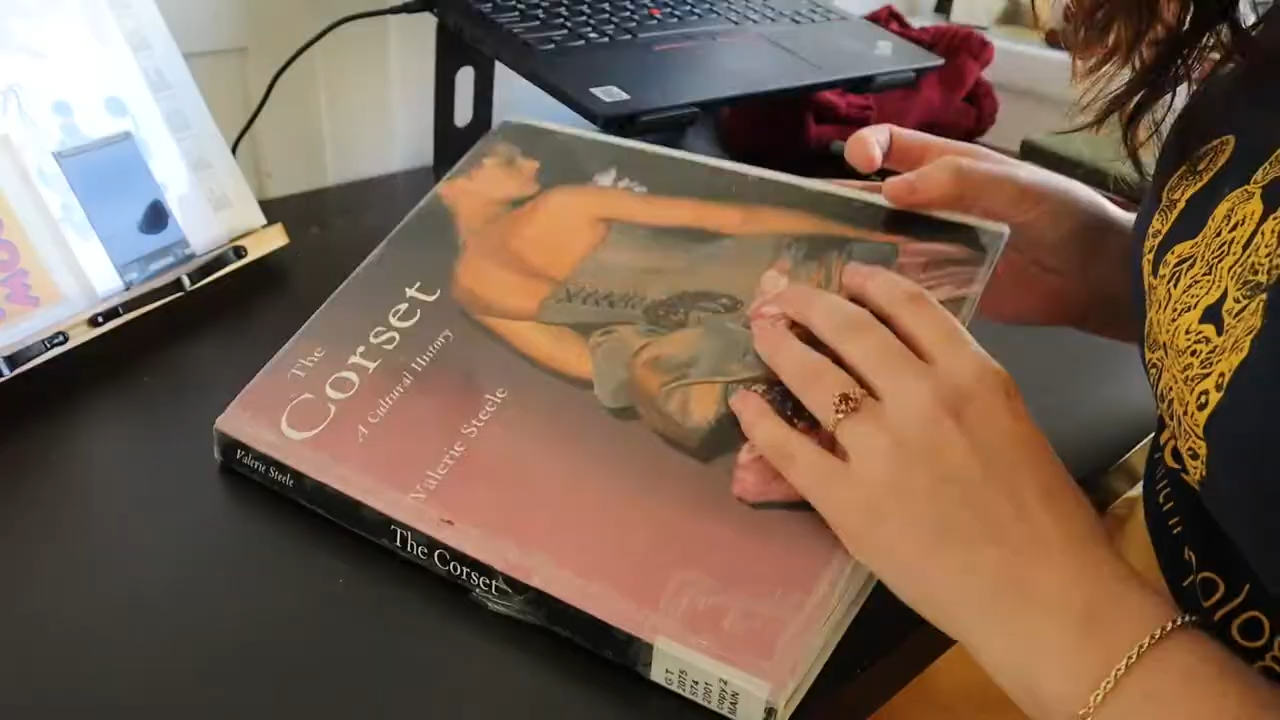 The
Corset
A Cultural History
Valerie Steele
Valerie Steele
The Corset
GT
2075
S74
2001
copy 2
MAIN